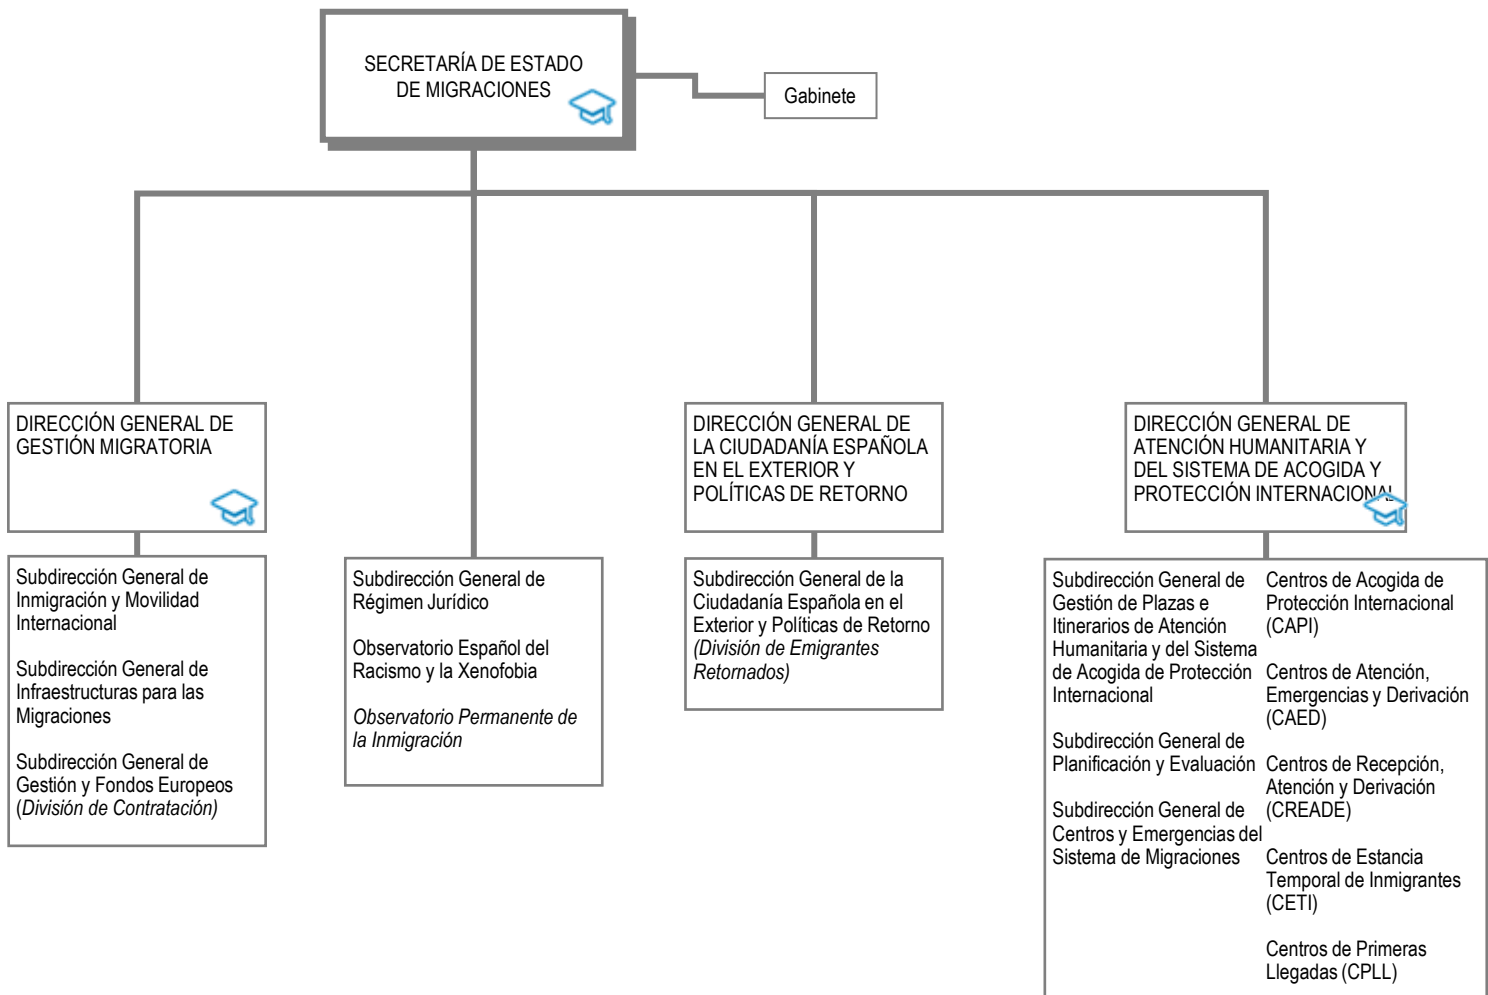 SECRETARÍA DE ESTADO
DE MIGRACIONES
Gabinete
DIRECCIÓN GENERAL DE
GESTIÓN MIGRATORIA
Subdirección General de
Inmigración y Movilidad
Internacional
Subdirección General de
Infraestructuras para las
Migraciones
Subdirección General de
Gestión y Fondos Europeos
(División de Contratación)
Subdirección General de
Régimen Jurídico
Observatorio Español del
Racismo y la Xenofobia
Observatorio Permanente de
la Inmigración
DIRECCIÓN GENERAL DE
LA CIUDADANÍA ESPAÑOLA
EN EL EXTERIOR Y
POLÍTICAS DE RETORNO
Subdirección General de la
Ciudadanía Española en el
Exterior y Políticas de Retorno
(División de Emigrantes
Retornados)
DIRECCIÓN GENERAL DE
ATENCIÓN HUMANITARIA Y
DEL SISTEMA DE ACOGIDA Y
PROTECCIÓN INTERNACIONAL
Subdirección General de
Gestión de Plazas e
Itinerarios de Atención
Humanitaria y del Sistema
de Acogida de Protección
Internacional
Subdirección General de
Planificación y Evaluación
Subdirección General de
Centros y Emergencias del
Sistema de Migraciones
Centros de Acogida de
Protección Internacional
(CAPI)
Centros de Atención,
Emergencias y Derivación
(CAED)
Centros de Recepción,
Atención y Derivación
(CREADE)
Centros de Estancia
Temporal de Inmigrantes
(CETI)
Centros de Primeras
Llegadas (CPLL)